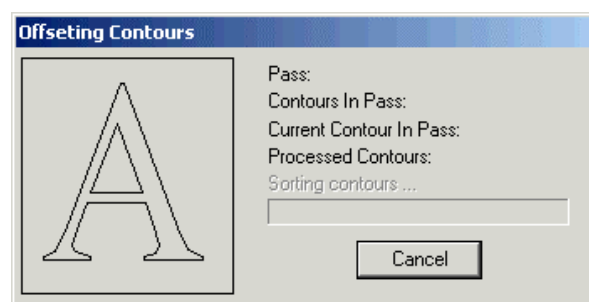 Offseting Contours
A
Pass:
Contours In Pass:
Current Contour In Pass:
Processed Contours:
Sorting contours ...
Cancel